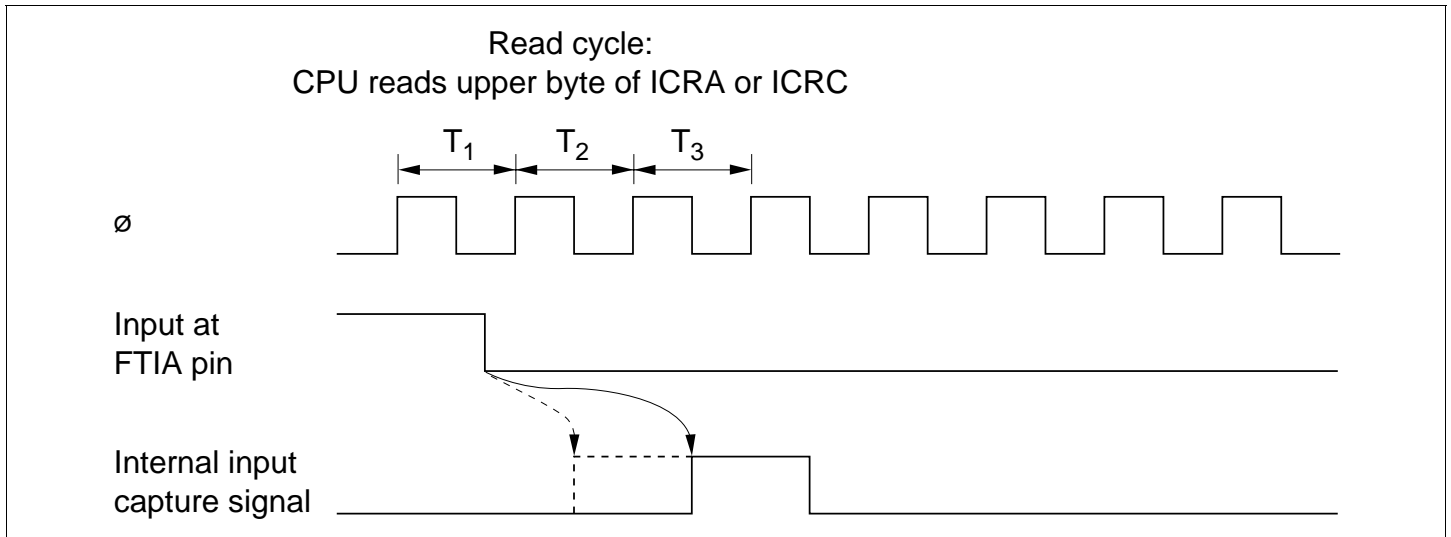 Read cycle:
CPU reads upper byte of ICRA or ICRC
T₁ T₂ T₃
ø
Input at
FTIA pin
Internal input
capture signal